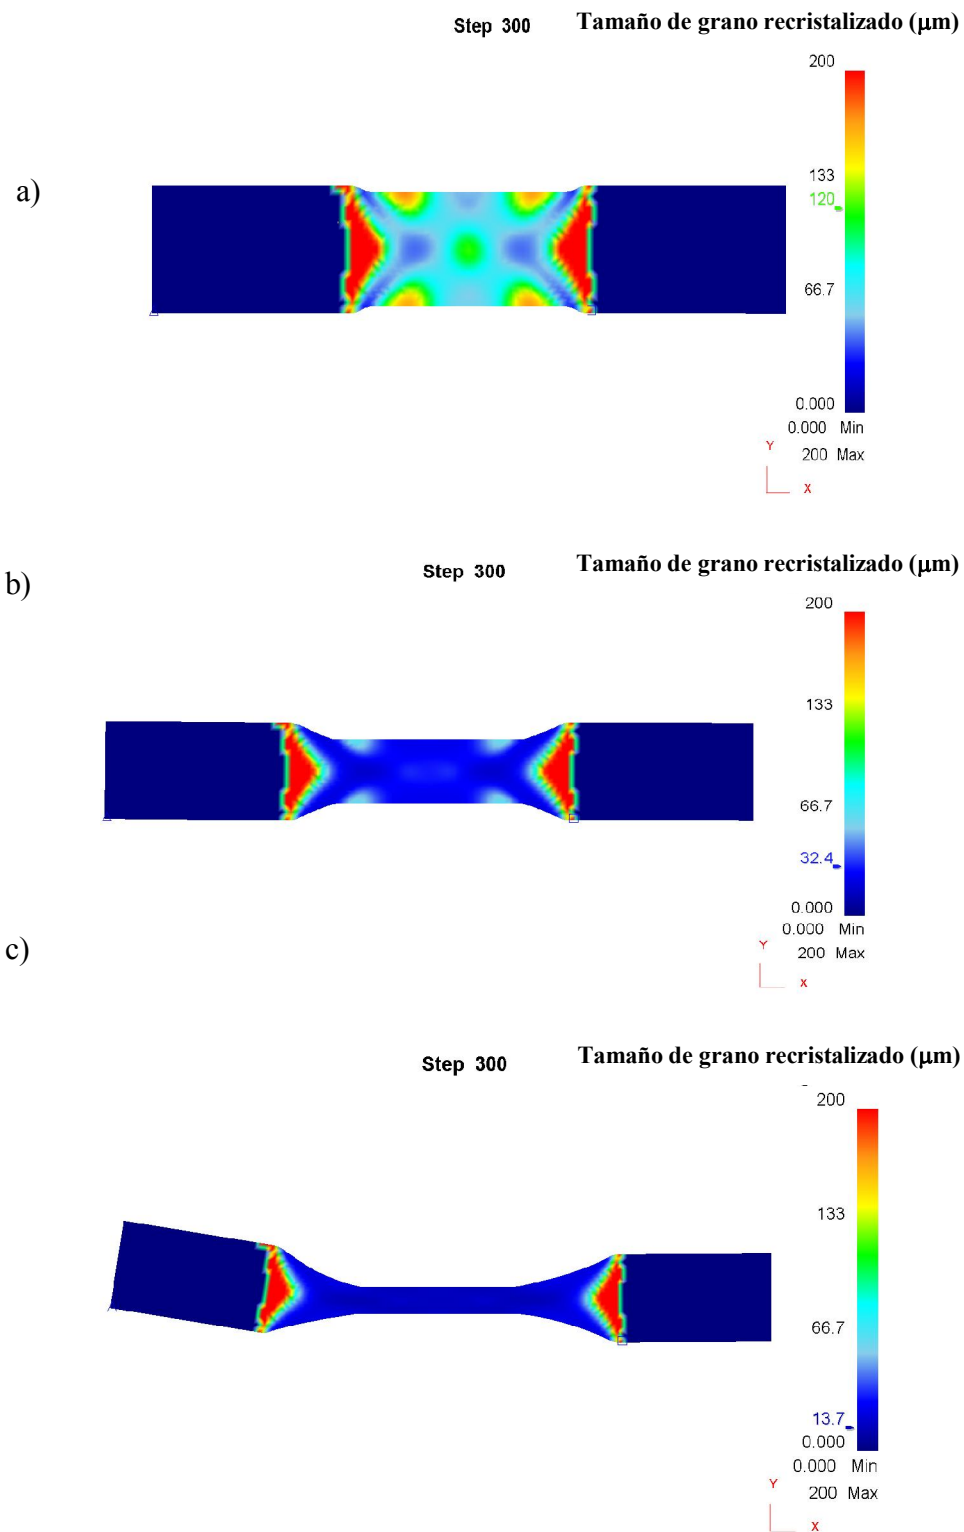 Step 300
Tamaño de grano recristalizado (μm)
a)
200
133
120
66.7
0.000
0.000 Min
200 Max
Y
X
b)
Step 300
Tamaño de grano recristalizado (μm)
200
133
66.7
32.4
0.000
0.000 Min
200 Max
Y
X
c)
Step 300
Tamaño de grano recristalizado (μm)
200
133
66.7
13.7
0.000
0.000 Min
200 Max
Y
X